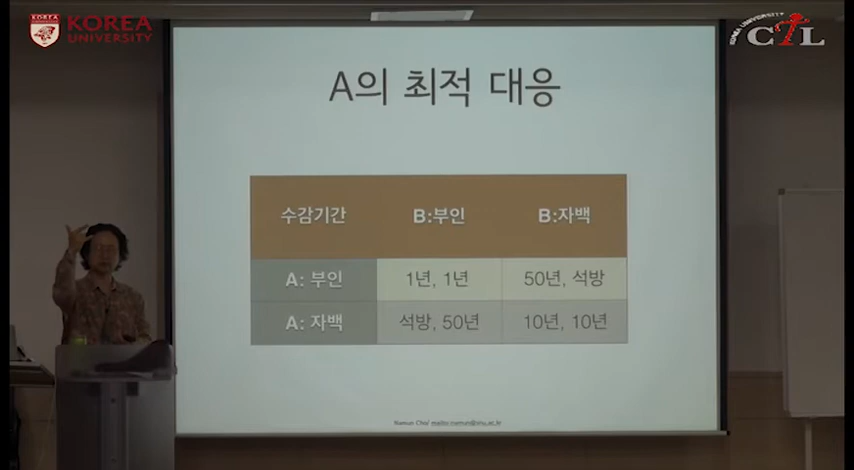 KOREA
UNIVERSITY
KOREA UNIVERSITY
CTL
A의 최적 대응
수감기간 B:부인 B:자백
A: 부인 1년, 1년 50년, 석방
A: 자백 석방, 50년 10년, 10년